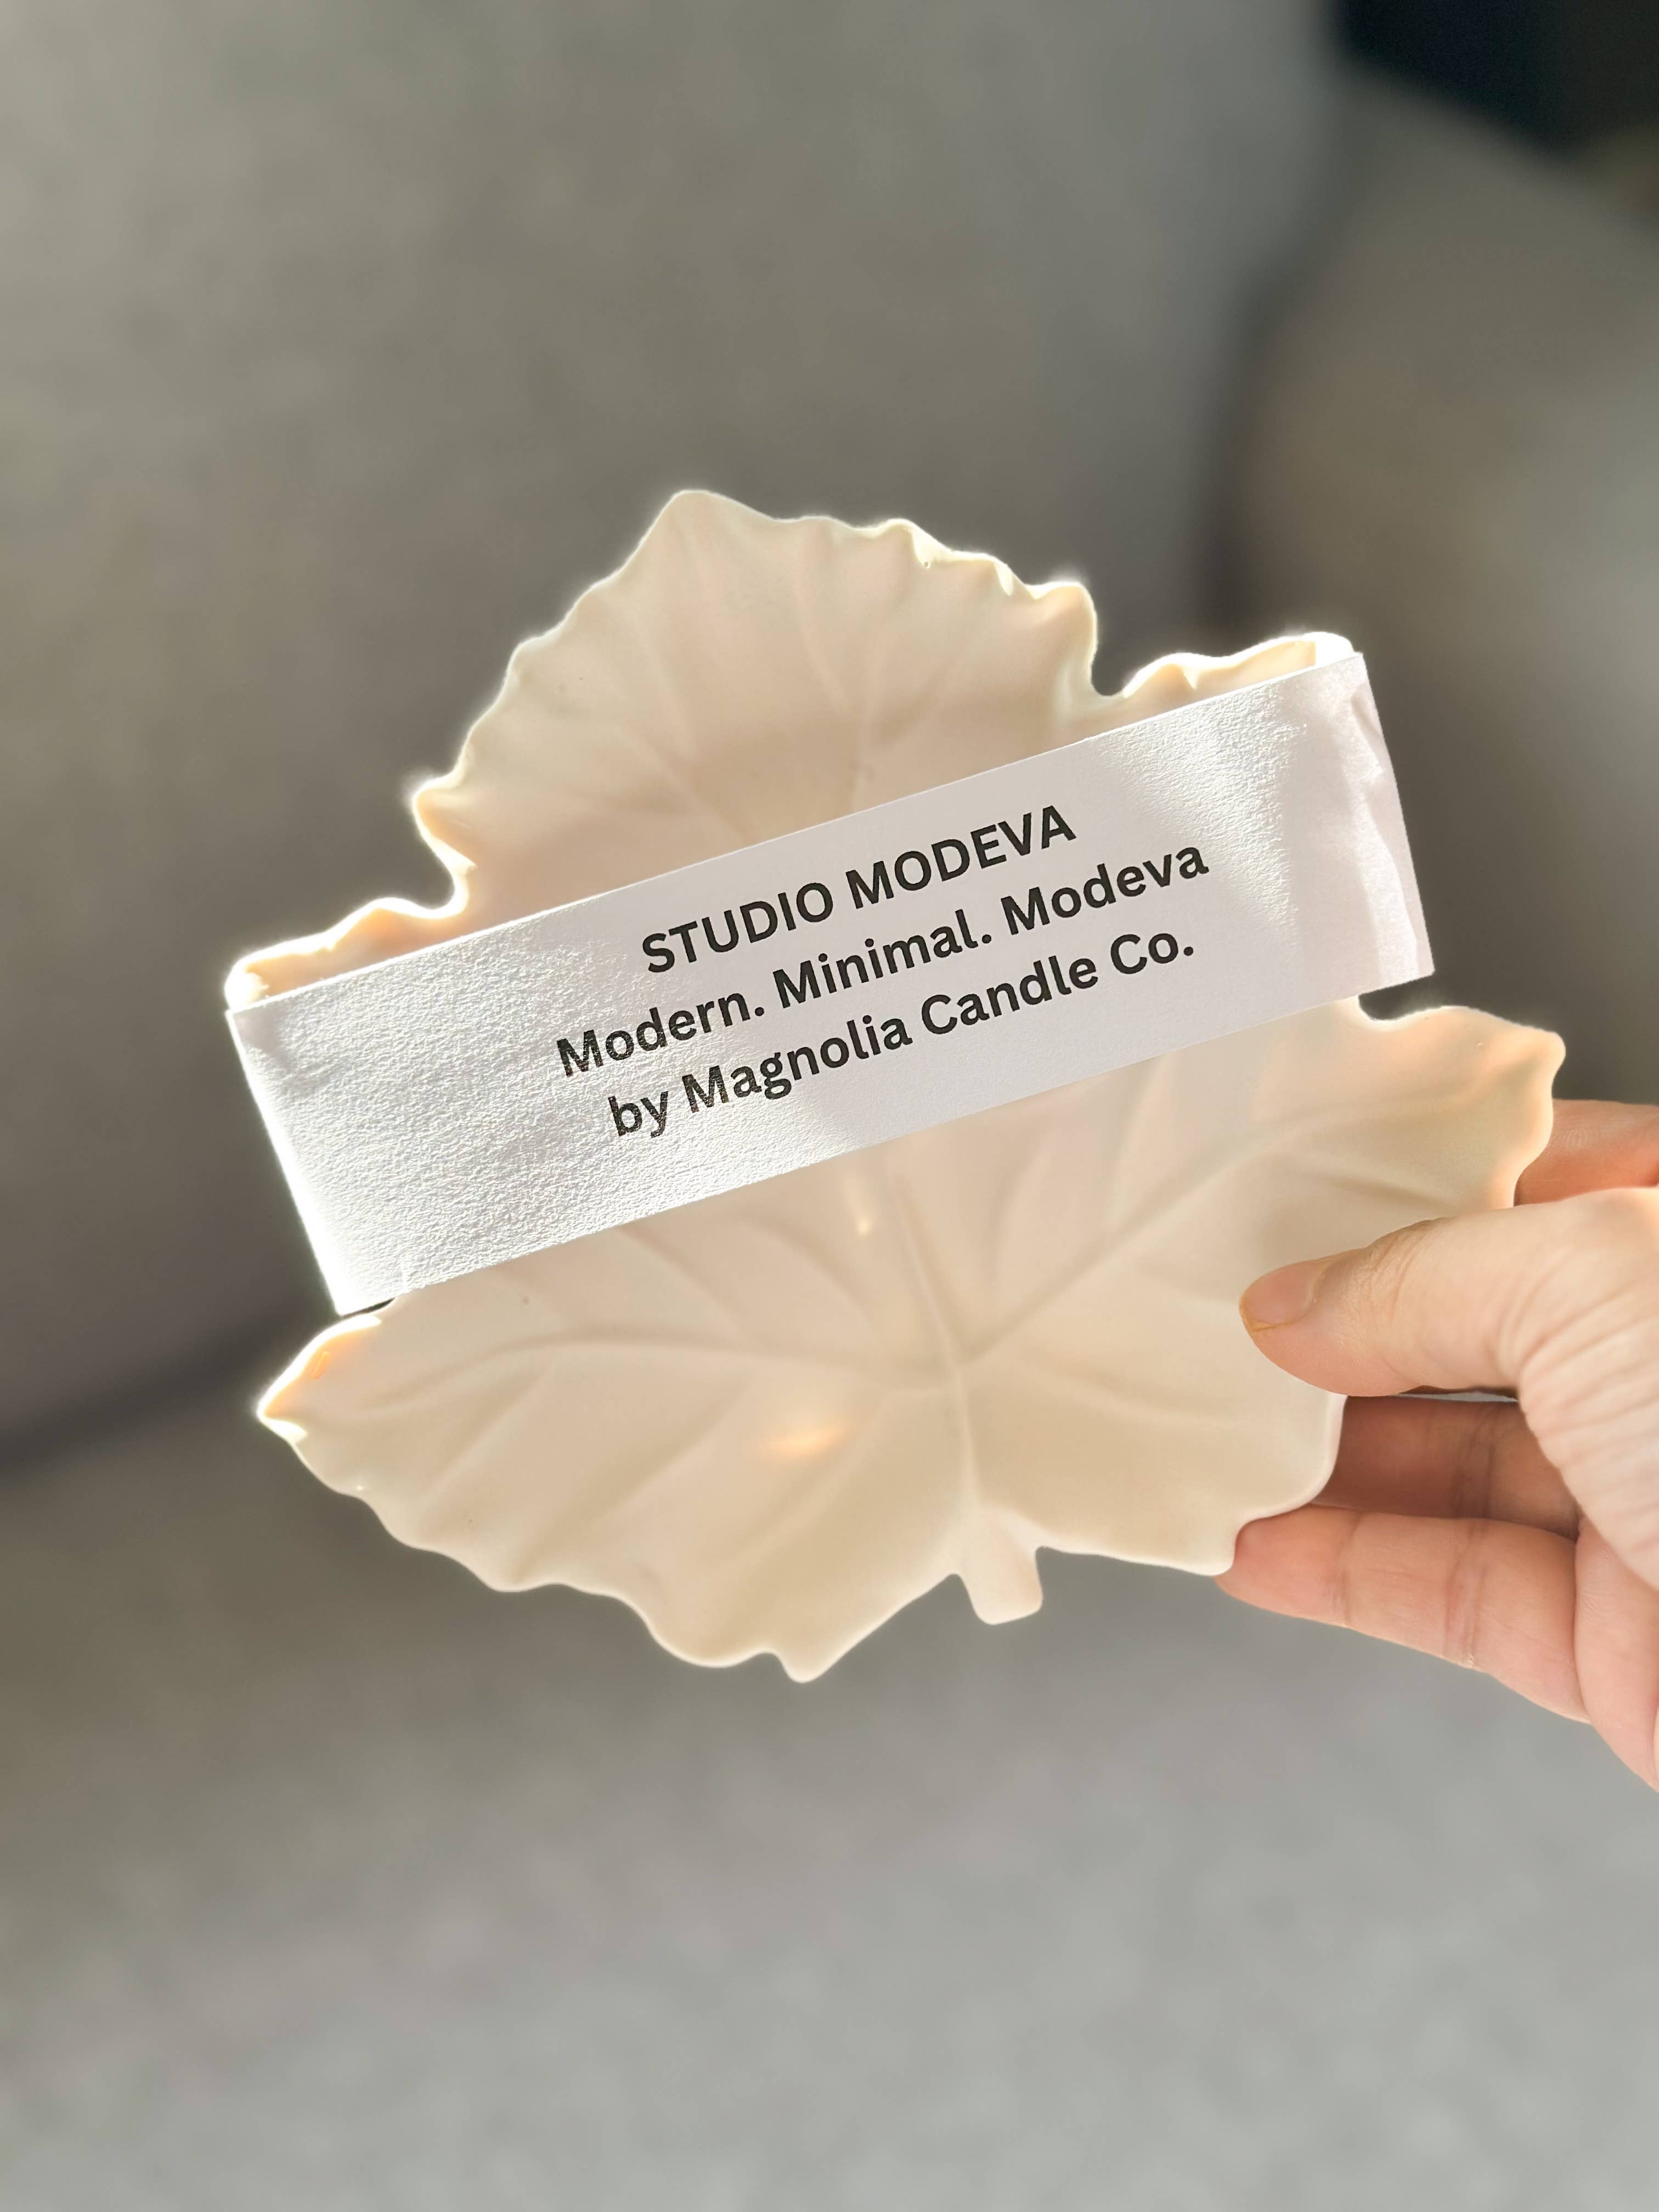 STUDIO MODEVA
Modern. Minimal. Modeva
by Magnolia Candle Co.